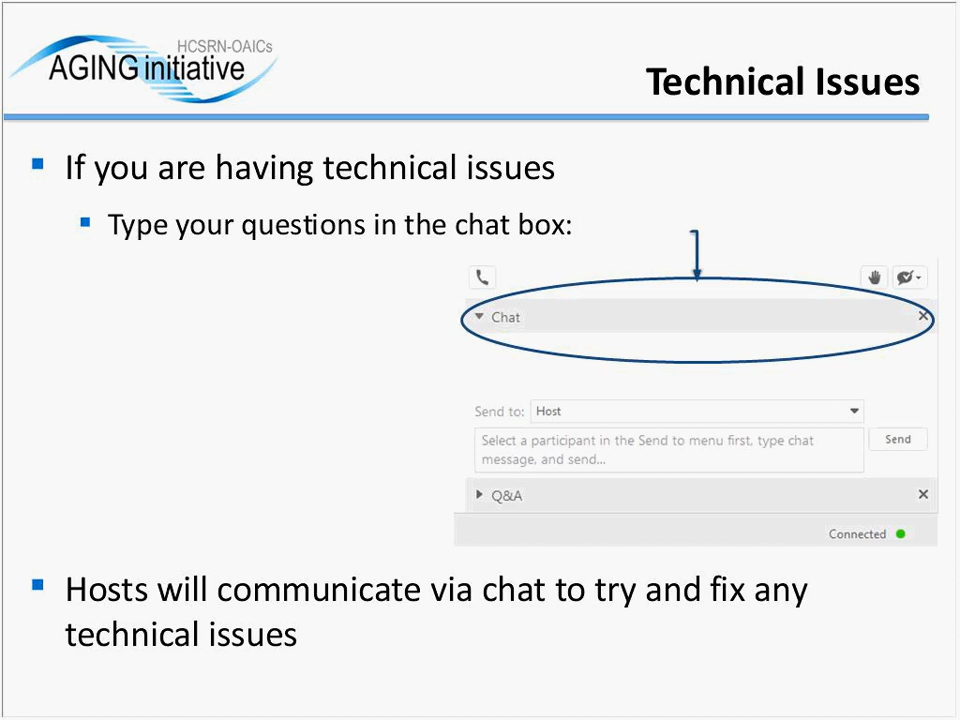 HCSRN-OAICs
AGING initiative
Technical Issues
If you are having technical issues
Type your questions in the chat box:
Chat
Send to: Host
Select a participant in the Send to menu first, type chat
message, and send...
Send
Q&A
Connected
Hosts will communicate via chat to try and fix any
technical issues